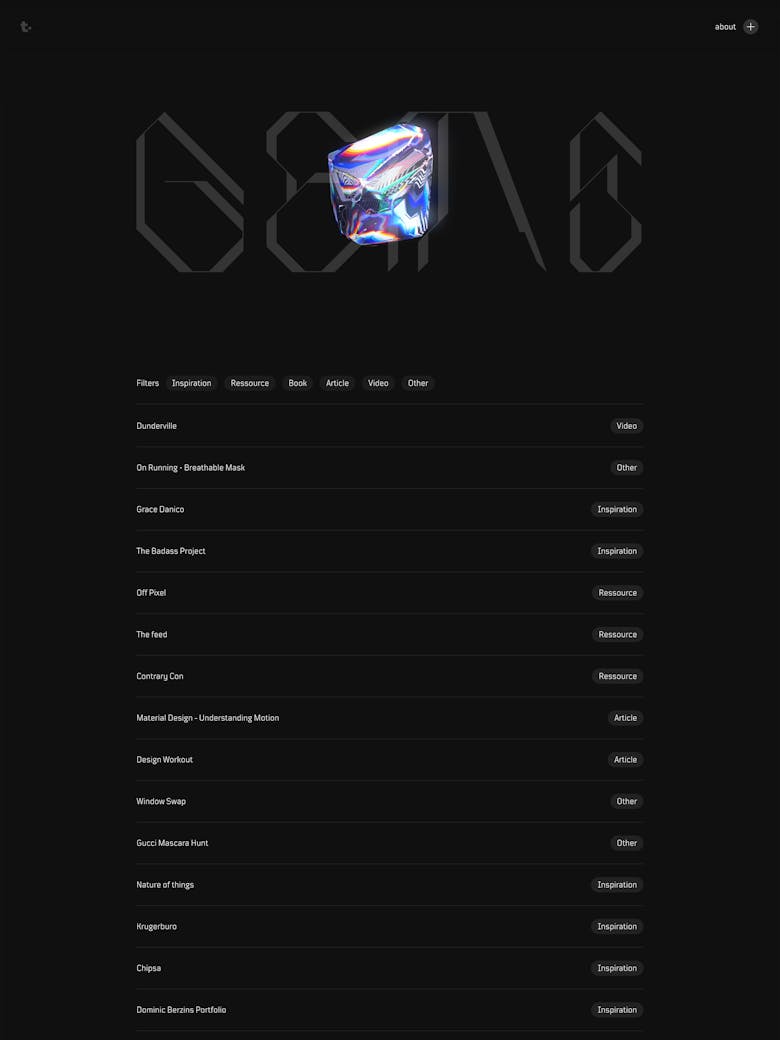 t.
about
GEMS
Filters Inspiration Ressource Book Article Video Other
Dunderville Video
On Running - Breathable Mask Other
Grace Danico Inspiration
The Badass Project Inspiration
Off Pixel Ressource
The feed Ressource
Contrary Con Ressource
Material Design - Understanding Motion Article
Design Workout Article
Window Swap Other
Gucci Mascara Hunt Other
Nature of things Inspiration
Krugerburo Inspiration
Chipsa Inspiration
Dominic Berzins Portfolio Inspiration